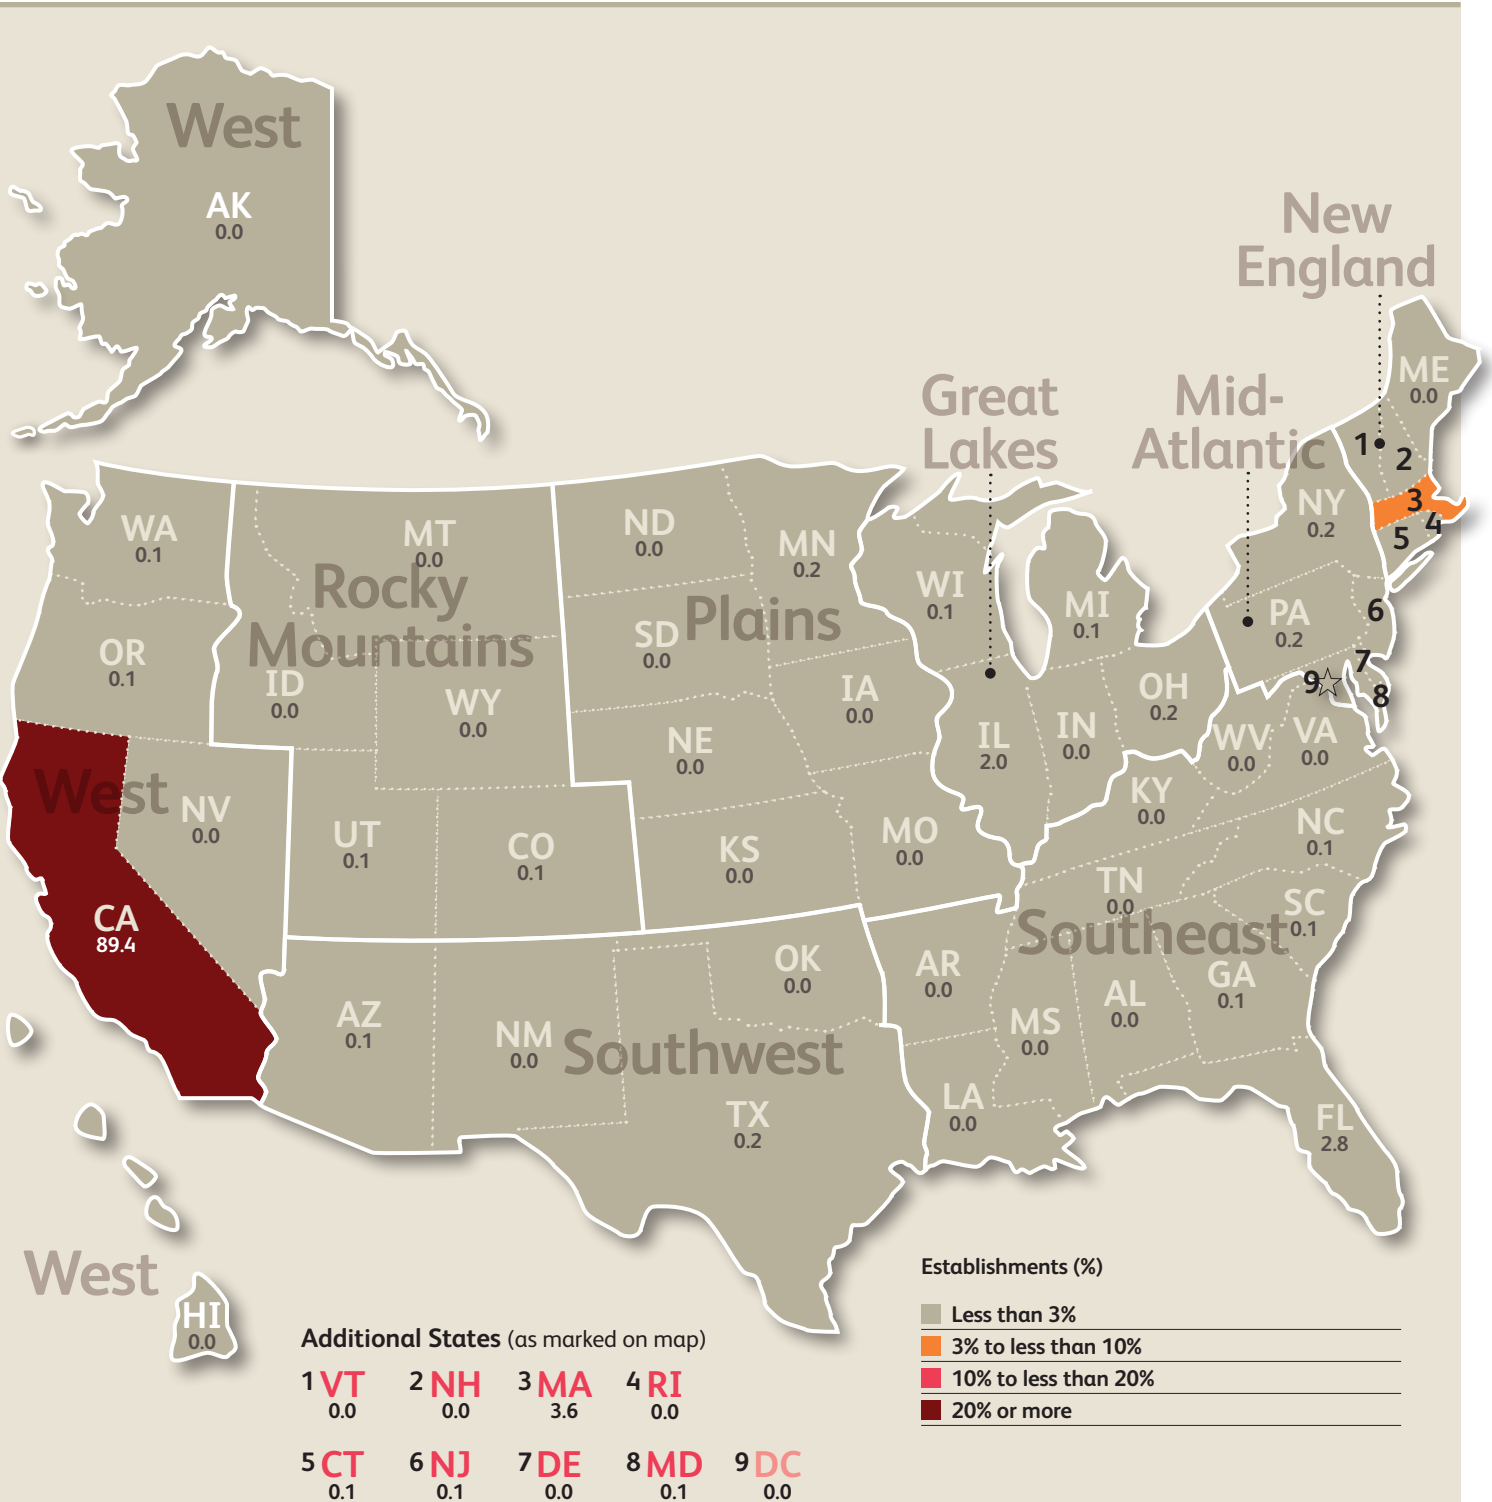 West
AK
0.0
New
England
ME
0.0
Great
Lakes
Mid-
Atlantic
1
2
3
4
5
NY
0.2
WA
0.1
MT
0.0
ND
0.0
MN
0.2
Rocky
Mountains
Plains
WI
0.1
MI
0.1
PA
0.2
6
7
8
9
OR
0.1
ID
0.0
WY
0.0
SD
0.0
IA
0.0
NE
0.0
IL
2.0
IN
0.0
OH
0.2
WV
0.0
VA
0.0
West
NV
0.0
UT
0.1
CO
0.1
KS
0.0
MO
0.0
KY
0.0
NC
0.1
TN
0.0
SC
0.1
Southeast
CA
89.4
AZ
0.1
NM
0.0
Southwest
OK
0.0
AR
0.0
MS
0.0
AL
0.0
GA
0.1
TX
0.2
LA
0.0
FL
2.8
West
HI
0.0
Establishments (%)
Less than 3%
3% to less than 10%
10% to less than 20%
20% or more
Additional States (as marked on map)
1 VT 2 NH 3 MA 4 RI
0.0 0.0 3.6 0.0
5 CT 6 NJ 7 DE 8 MD 9 DC
0.1 0.1 0.0 0.1 0.0